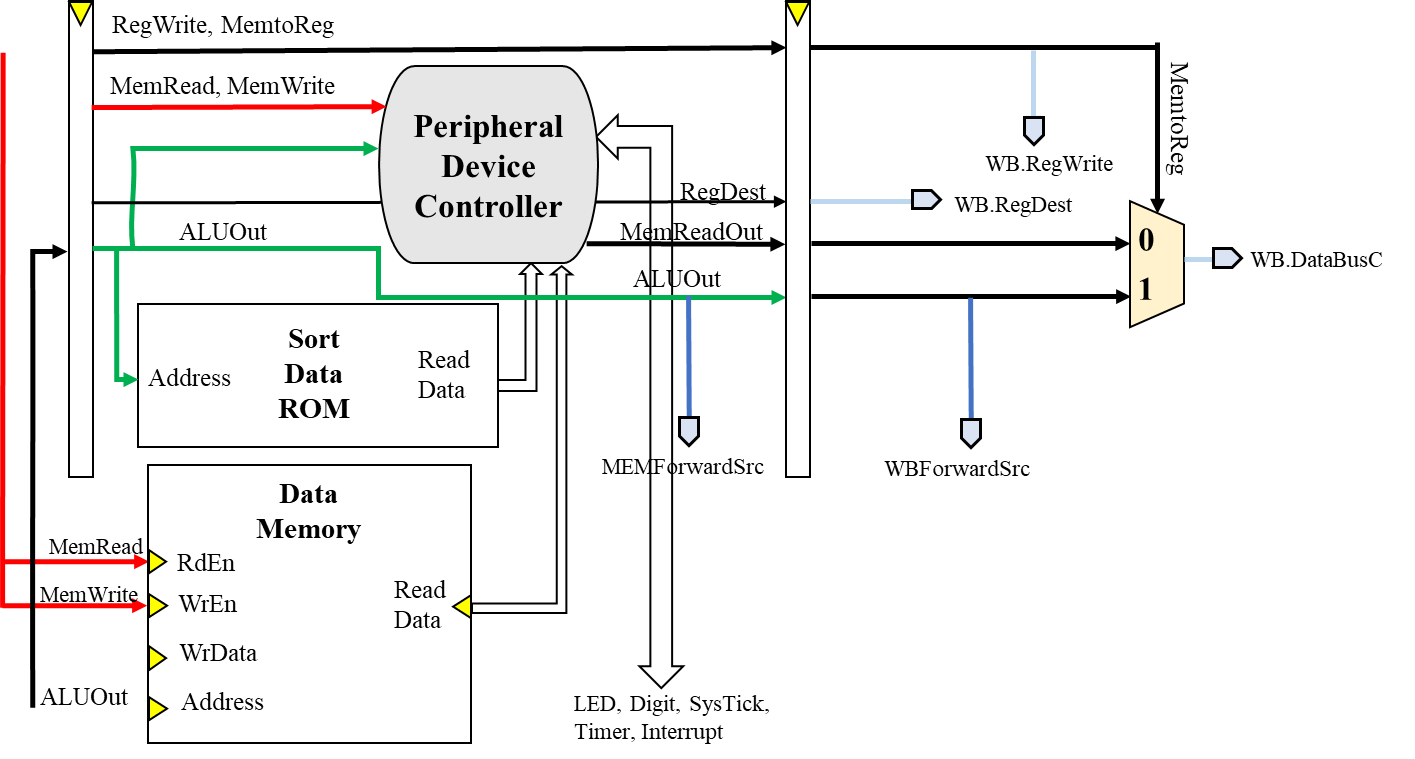 RegWrite, MemtoReg
MemRead, MemWrite
Peripheral
Device
Controller
MemtoReg
WB.RegWrite
RegDest
WB.RegDest
ALUOut
MemReadOut
0
WB.DataBusC
ALUOut
1
Sort
Data
ROM
Address
Read
Data
MEMForwardSrc
WBForwardSrc
Data
Memory
MemRead
RdEn
MemWrite
WrEn
Read
Data
WrData
ALUOut
Address
LED, Digit, SysTick,
Timer, Interrupt